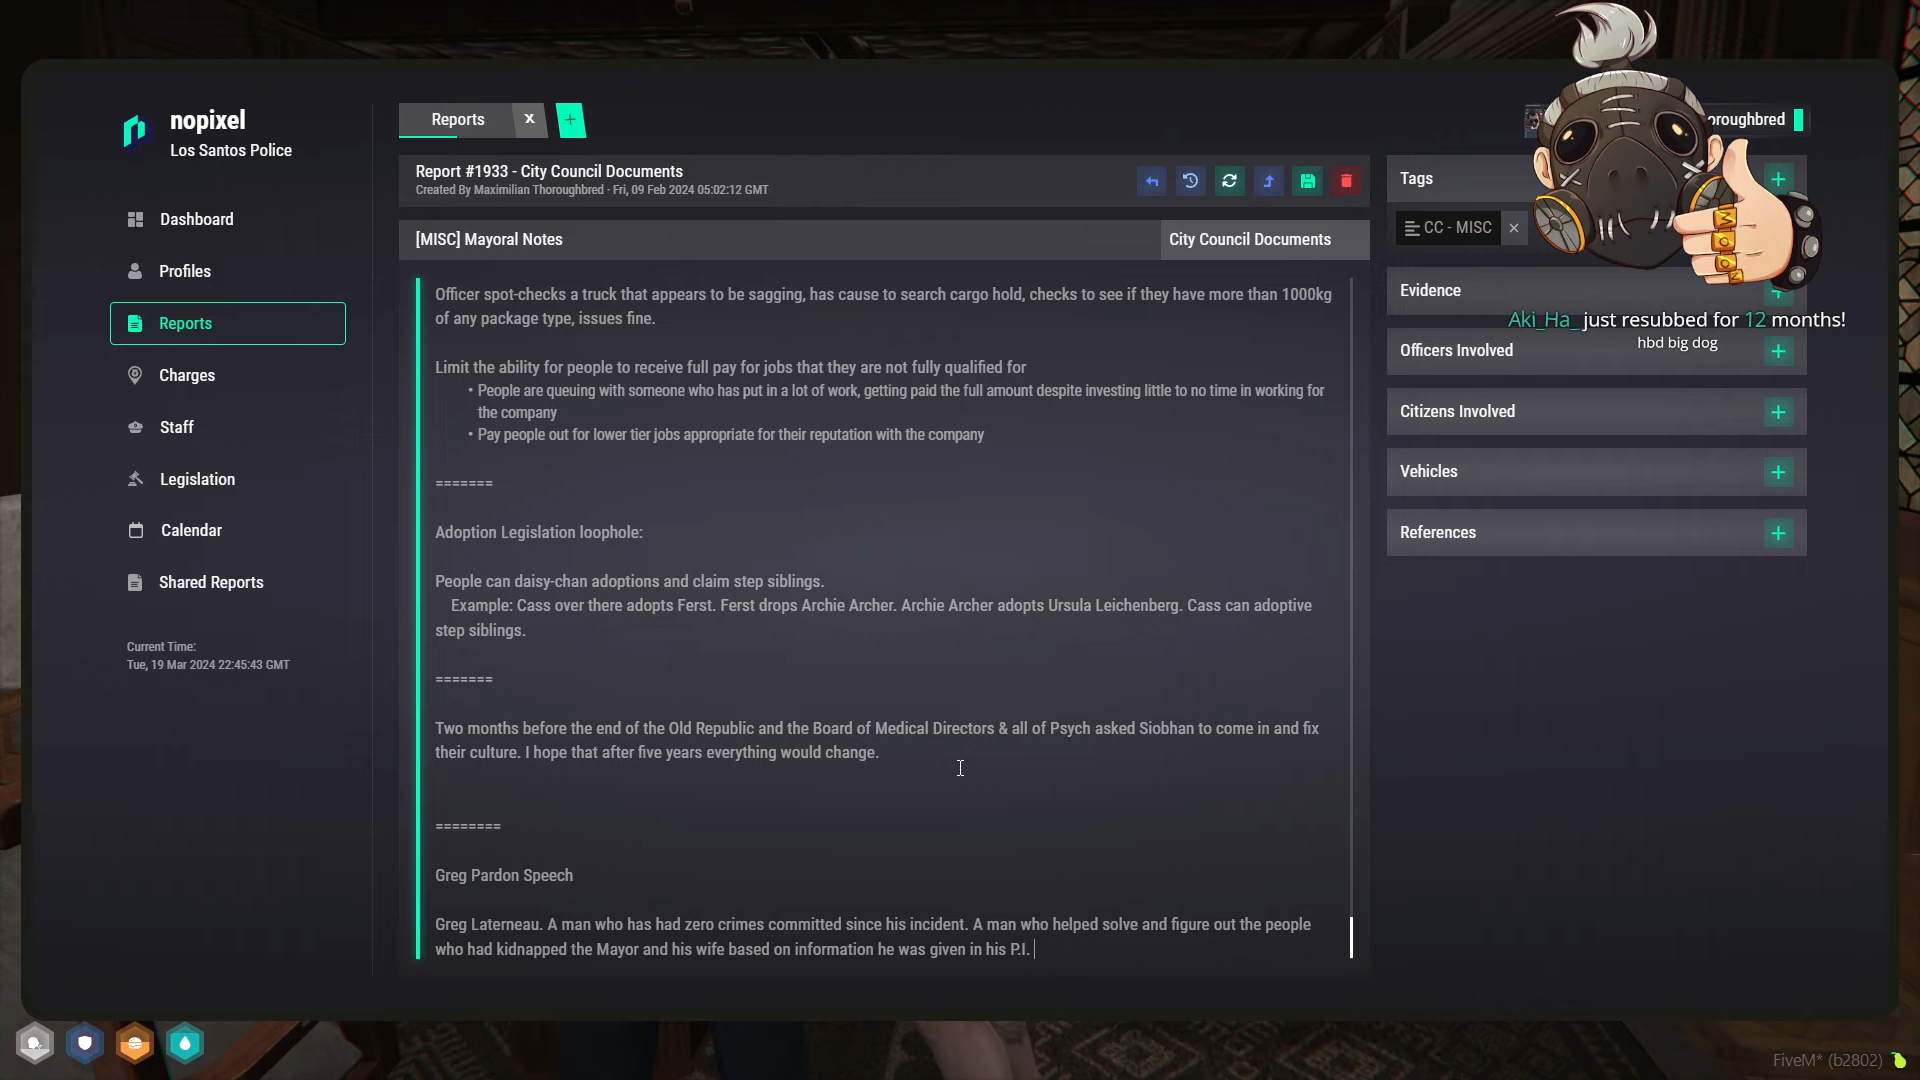 nopixel
Los Santos Police
Dashboard
Profiles
Reports
Charges
Staff
Legislation
Calendar
Shared Reports
Current Time:
Tue, 19 Mar 2024 22:45:43 GMT
Reports x +
Report #1933 - City Council Documents
Created By Maximilian Thoroughbred - Fri, 09 Feb 2024 05:02:12 GMT
[MISC] Mayoral Notes
City Council Documents
Officer spot-checks a truck that appears to be sagging, has cause to search cargo hold, checks to see if they have more than 1000kg
of any package type, issues fine.
Limit the ability for people to receive full pay for jobs that they are not fully qualified for
• People are queuing with someone who has put in a lot of work, getting paid the full amount despite investing little to no time in working for
the company
• Pay people out for lower tier jobs appropriate for their reputation with the company
=======
Adoption Legislation loophole:
People can daisy-chan adoptions and claim step siblings.
Example: Cass over there adopts Ferst. Ferst drops Archie Archer. Archie Archer adopts Ursula Leichenberg. Cass can adoptive
step siblings.
=======
Two months before the end of the Old Republic and the Board of Medical Directors & all of Psych asked Siobhan to come in and fix
their culture. I hope that after five years everything would change.
========
Greg Pardon Speech
Greg Laterneau. A man who has had zero crimes committed since his incident. A man who helped solve and figure out the people
who had kidnapped the Mayor and his wife based on information he was given in his P.I.
oroughbred
Tags +
CC - MISC ×
Evidence +
Officers Involved +
Citizens Involved +
Vehicles +
References +
MOON
Aki_Ha_ just resubbed for 12 months!
hbd big dog
FiveM* (b2802)